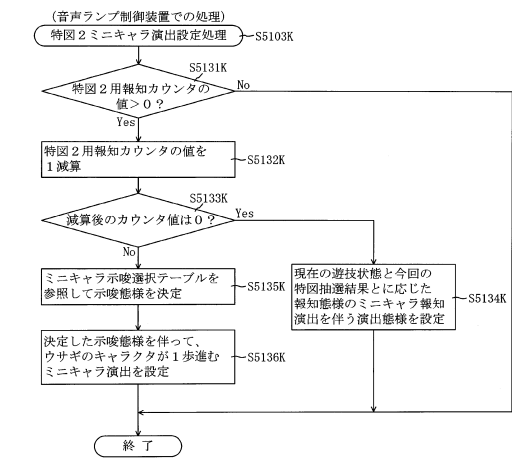 (音声ランプ制御装置での処理)
特図2ミニキャラ演出設定処理
S5103K
S5131K
特図2用報知カウンタの
値>0?
No
Yes
特図2用報知カウンタの値を
1減算
S5132K
S5133K
減算後のカウンタ値は0?
Yes
No
ミニキャラ示唆選択テーブルを
参照して示唆態様を決定
S5135K
現在の遊技状態と今回の
特図抽選結果とに応じた
報知態様のミニキャラ報知
演出を伴う演出態様を設定
S5134K
決定した示唆態様を伴って、
ウサギのキャラクタが1歩進む
ミニキャラ演出を設定
S5136K
終了